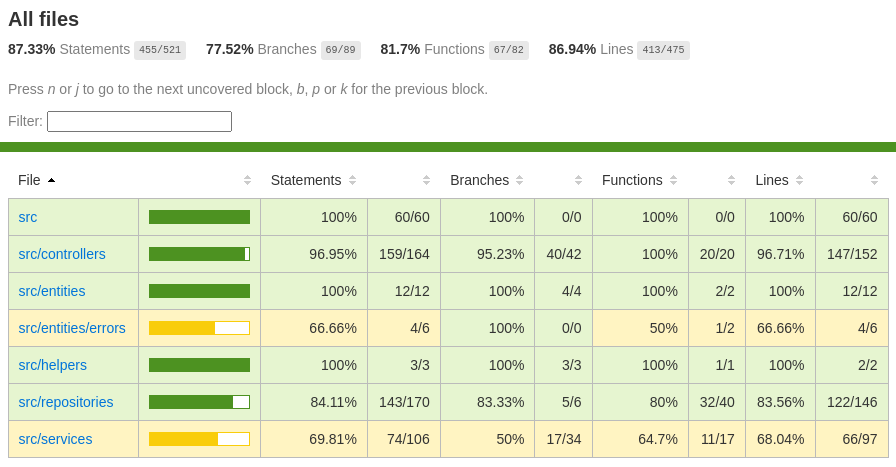 All files
87.33% Statements 455/521 77.52% Branches 69/89 81.7% Functions 67/82 86.94% Lines 413/475
Press n or j to go to the next uncovered block, b, p or k for the previous block.
Filter:
File Statements Branches Functions Lines
src 100% 60/60 100% 0/0 100% 0/0 100% 60/60
src/controllers 96.95% 159/164 95.23% 40/42 100% 20/20 96.71% 147/152
src/entities 100% 12/12 100% 4/4 100% 2/2 100% 12/12
src/entities/errors 66.66% 4/6 100% 0/0 50% 1/2 66.66% 4/6
src/helpers 100% 3/3 100% 3/3 100% 1/1 100% 2/2
src/repositories 84.11% 143/170 83.33% 5/6 80% 32/40 83.56% 122/146
src/services 69.81% 74/106 50% 17/34 64.7% 11/17 68.04% 66/97